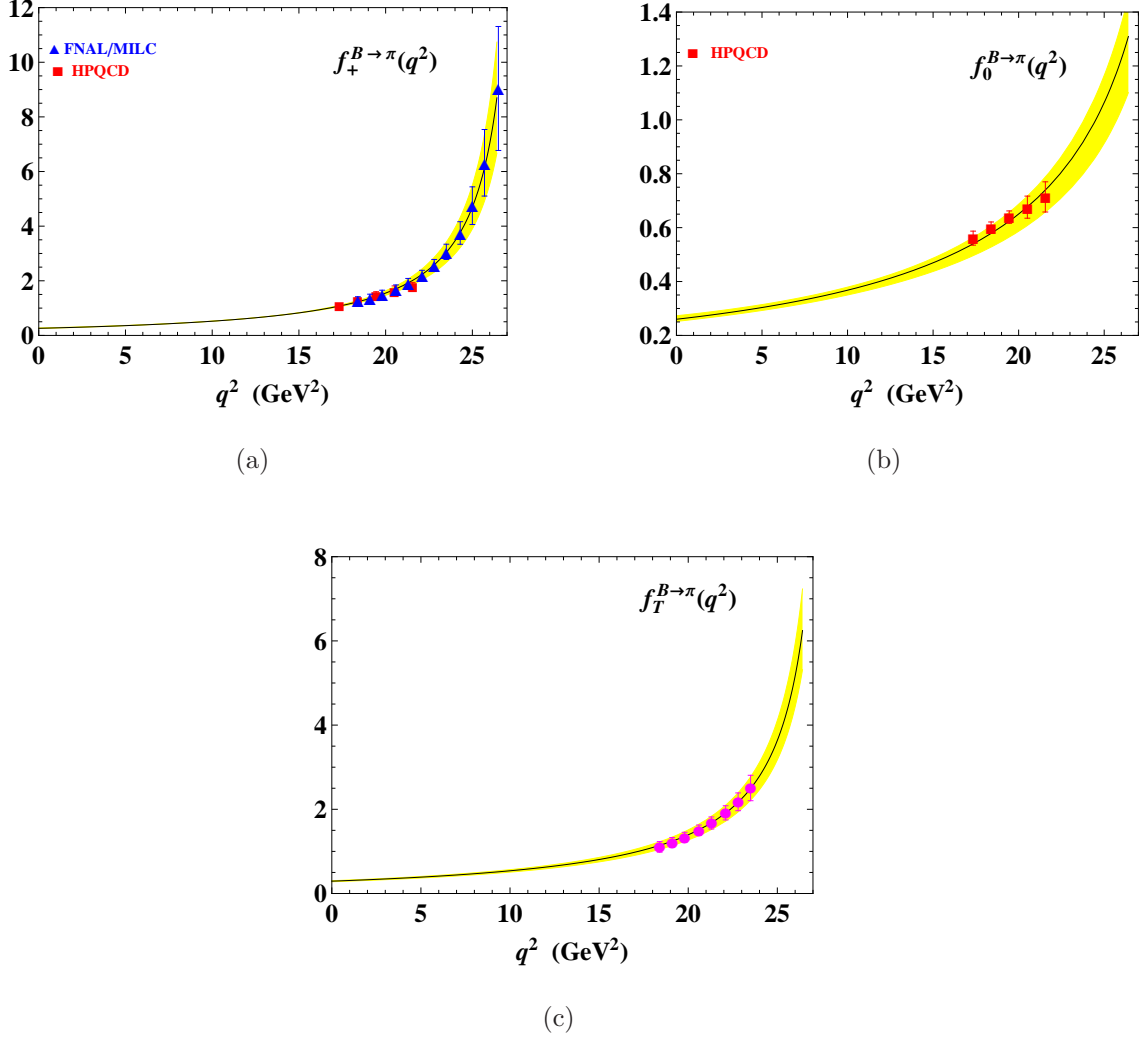 FNAL/MILC
HPQCD
f_+^{B→π}(q^2)
12
10
8
6
4
2
0
0 5 10 15 20 25
q^2 (GeV^2)
(a)
HPQCD
f_0^{B→π}(q^2)
1.4
1.2
1.0
0.8
0.6
0.4
0.2
0 5 10 15 20 25
q^2 (GeV^2)
(b)
f_T^{B→π}(q^2)
8
6
4
2
0
0 5 10 15 20 25
q^2 (GeV^2)
(c)